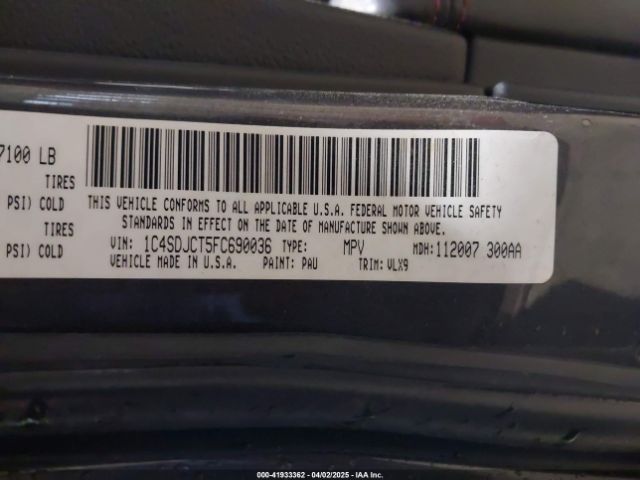 7100 LB
TIRES
PSI) COLD
TIRES
PSI) COLD
THIS VEHICLE CONFORMS TO ALL APPLICABLE U.S.A. FEDERAL MOTOR VEHICLE SAFETY
STANDARDS IN EFFECT ON THE DATE OF MANUFACTURE SHOWN ABOVE.
VIN: 1C4SDJCT5FC690036 TYPE: MPV MDH: 112007 300AA
VEHICLE MADE IN U.S.A. PAINT: PAU TRIM: VLX9
000-41933362 - 04/02/2025 - IAA Inc.